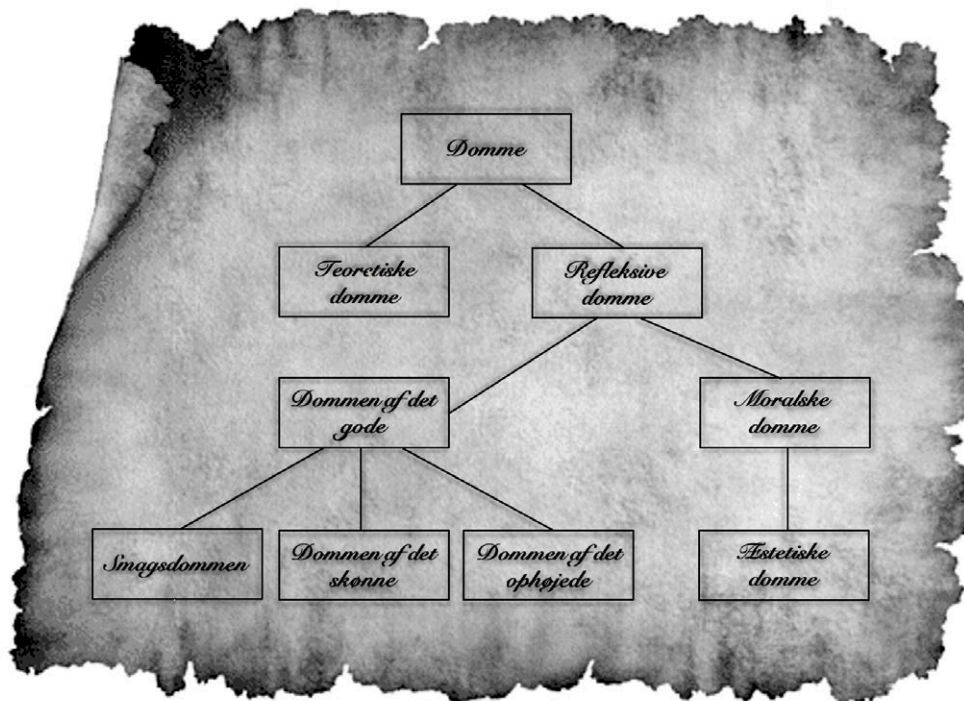 Domme
Teoretiske
domme
Refleksive
domme
Dommen af det
gode
Moralske
domme
Smagsdommen
Dommen af det
skønne
Dommen af det
ophøjede
Æstetiske
domme